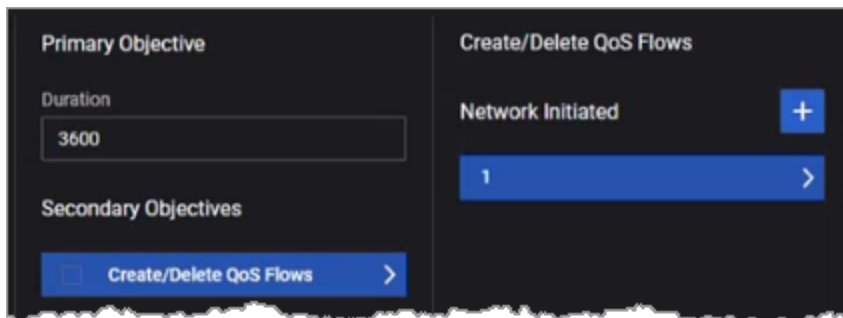 Primary Objective
Duration
3600
Secondary Objectives
Create/Delete QoS Flows
Create/Delete QoS Flows
Network Initiated
1